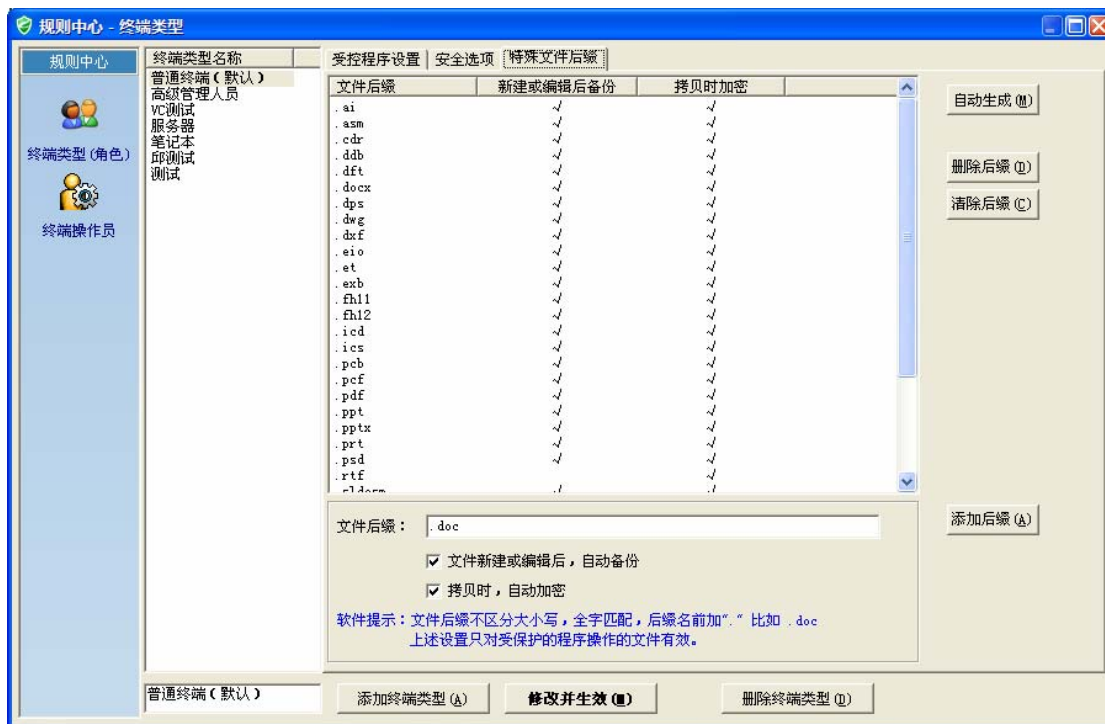 规则中心 - 终端类型
规则中心
终端类型(角色)
终端操作员
终端类型名称
普通终端(默认)
高级管理人员
VC测试
服务器
笔记本
邱测试
测试
普通终端(默认)
受控程序设置 安全选项 特殊文件后缀
文件后缀 新建或编辑后备份 拷贝时加密
.ai √ √
.asm √ √
.cdr √ √
.ddb √ √
.dft √ √
.docx √ √
.dps √ √
.dwg √ √
.dxf √ √
.eio √ √
.et √ √
.exb √ √
.fh11 √ √
.fh12 √ √
.icd √ √
.ics √ √
.pcb √ √
.pcf √ √
.pdf √ √
.ppt √ √
.pptx √ √
.prt √ √
.psd √ √
.rtf √
自动生成(M)
删除后缀(D)
清除后缀(C)
添加后缀(A)
文件后缀: .doc
文件新建或编辑后,自动备份
拷贝时,自动加密
软件提示:文件后缀不区分大小写,全字匹配,后缀名前加"." 比如 .doc
上述设置只对受保护的程序操作的文件有效。
添加终端类型(A) 修改并生效(M) 删除终端类型(D)